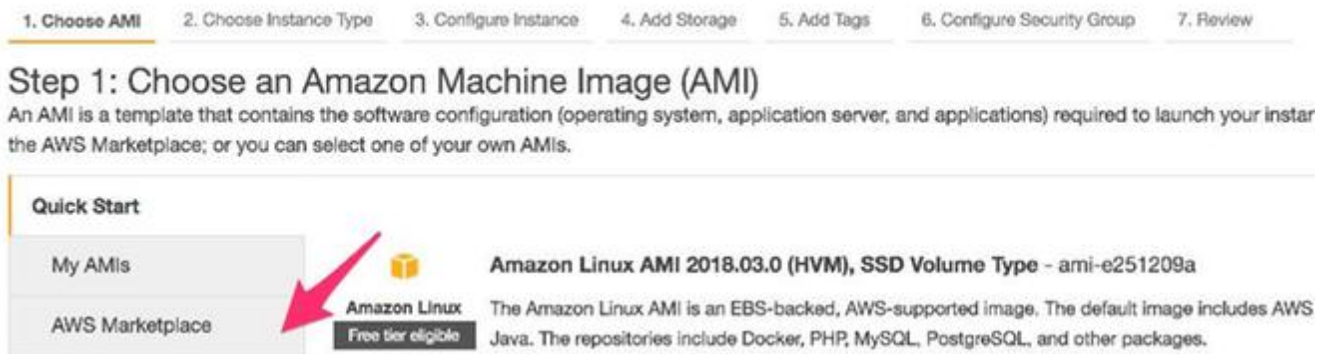 1. Choose AMI 2. Choose Instance Type 3. Configure Instance 4. Add Storage 5. Add Tags 6. Configure Security Group 7. Review
Step 1: Choose an Amazon Machine Image (AMI)
An AMI is a template that contains the software configuration (operating system, application server, and applications) required to launch your instar
the AWS Marketplace; or you can select one of your own AMIs.
Quick Start
My AMIs
Amazon Linux AMI 2018.03.0 (HVM), SSD Volume Type - ami-e251209a
AWS Marketplace
Amazon Linux
Free tier eligible
The Amazon Linux AMI is an EBS-backed, AWS-supported image. The default image includes AWS
Java. The repositories include Docker, PHP, MySQL, PostgreSQL, and other packages.